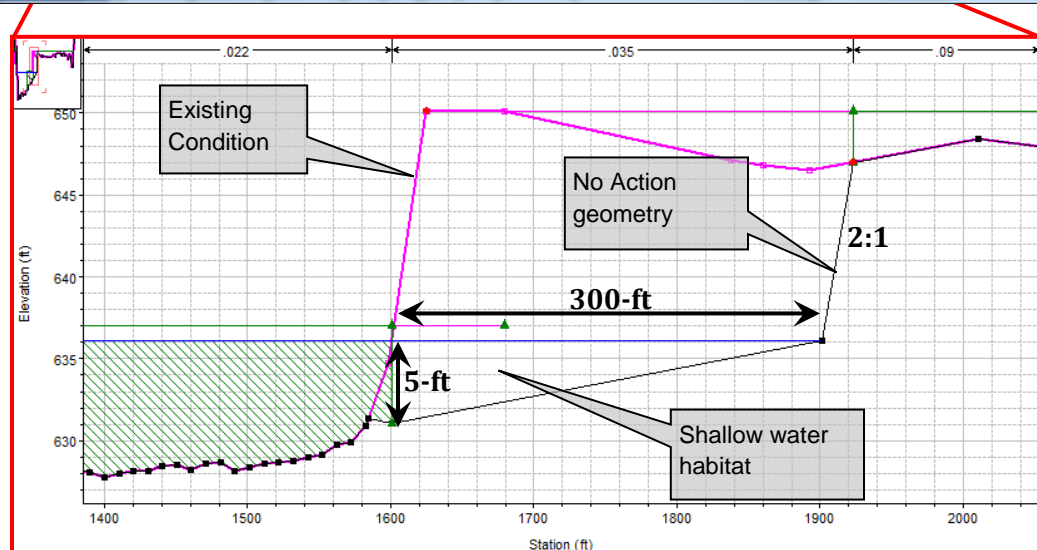 .022
.035
.09
Existing
Condition
No Action
geometry
2:1
300-ft
5-ft
Shallow water
habitat
650
645
640
635
630
Elevation (ft)
1400
1500
1600
1700
1800
1900
2000
Station (ft)